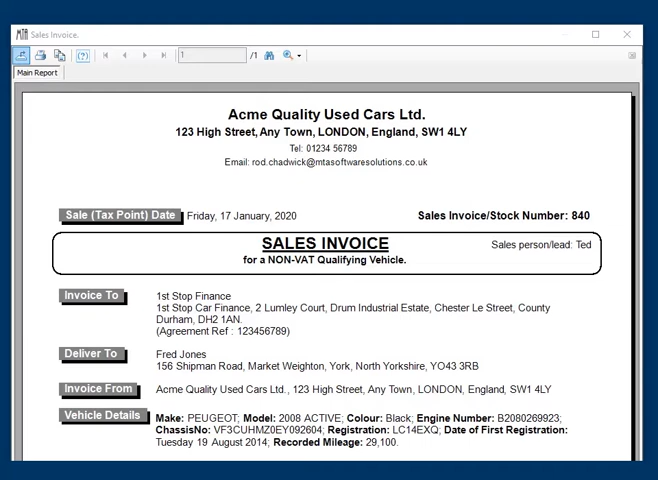 MTA Sales Invoice.
(?) 1 /1
Main Report
Acme Quality Used Cars Ltd.
123 High Street, Any Town, LONDON, England, SW1 4LY
Tel: 01234 56789
Email: rod.chadwick@mtasoftwaresolutions.co.uk
Sale (Tax Point) Date Friday, 17 January, 2020 Sales Invoice/Stock Number: 840
SALES INVOICE Sales person/lead: Ted
for a NON-VAT Qualifying Vehicle.
Invoice To 1st Stop Finance
1st Stop Car Finance, 2 Lumley Court, Drum Industrial Estate, Chester Le Street, County
Durham, DH2 1AN.
(Agreement Ref : 123456789)
Deliver To Fred Jones
156 Shipman Road, Market Weighton, York, North Yorkshire, YO43 3RB
Invoice From Acme Quality Used Cars Ltd., 123 High Street, Any Town, LONDON, England, SW1 4LY
Vehicle Details Make: PEUGEOT; Model: 2008 ACTIVE; Colour: Black; Engine Number: B2080269923;
ChassisNo: VF3CUHMZ0EY092604; Registration: LC14EXQ; Date of First Registration:
Tuesday 19 August 2014; Recorded Mileage: 29,100.